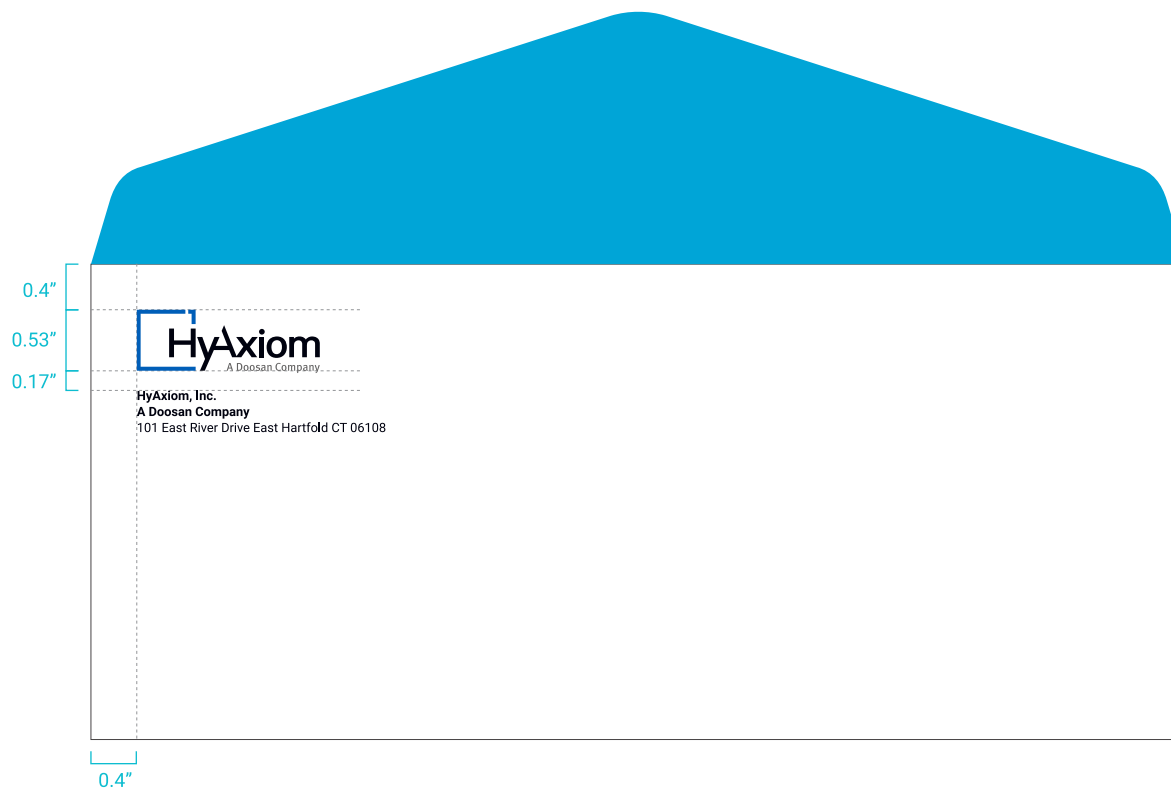 0.4”
0.53”
0.17”
HyAxiom
A Doosan Company
HyAxiom, Inc.
A Doosan Company
101 East River Drive East Hartfold CT 06108
0.4”